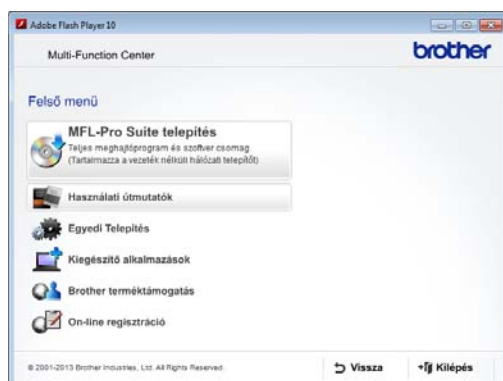 Adobe Flash Player 10
Multi-Function Center
brother
Felső menü
MFL-Pro Suite telepítés
Teljes meghajtóprogram és szoftver csomag
(Tartalmazza a vezeték nélküli hálózati telepítőt)
Használati útmutatók
Egyedi Telepítés
Kiegészítő alkalmazások
Brother terméktámogatás
On-line regisztráció
© 2001-2013 Brother Industries, Ltd. All Rights Reserved.
Vissza
Kilépés